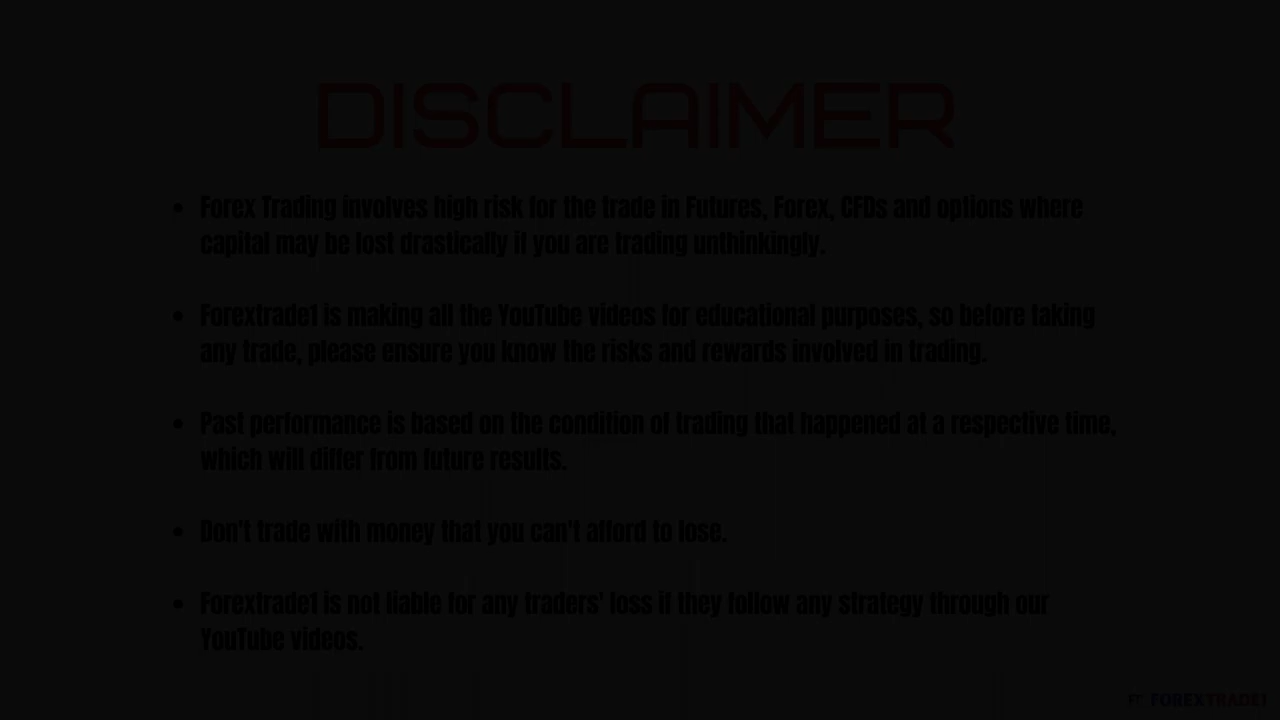 DISCLAIMER
• Forex Trading involves high risk for the trade in Futures, Forex, CFDs and options where
capital may be lost drastically if you are trading unthinkingly.
• Forextrade1 is making all the YouTube videos for educational purposes, so before taking
any trade, please ensure you know the risks and rewards involved in trading.
• Past performance is based on the condition of trading that happened at a respective time,
which will differ from future results.
• Don't trade with money that you can't afford to lose.
• Forextrade1 is not liable for any traders' loss if they follow any strategy through our
YouTube videos.
FOREXTRADE1